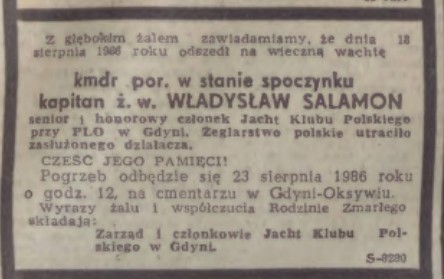 Z głębokim żalem zawiadamiamy, że dnia 18
sierpnia 1986 roku odszedł na wieczną wachtę
kmdr por. w stanie spoczynku
kapitan ż. w. WŁADYSŁAW SALAMON
senior i honorowy członek Jacht Klubu Polskiego
przy PLO w Gdyni. Żeglarstwo polskie utraciło
zasłużonego działacza.
CZEŚĆ JEGO PAMIĘCI!
Pogrzeb odbędzie się 23 sierpnia 1986 roku
o godz. 12, na cmentarzu w Gdyni-Oksywiu.
Wyrazy żalu i współczucia Rodzinie Zmarłego
składają:
Zarząd i członkowie Jacht Klubu Pol-
skiego w Gdyni.